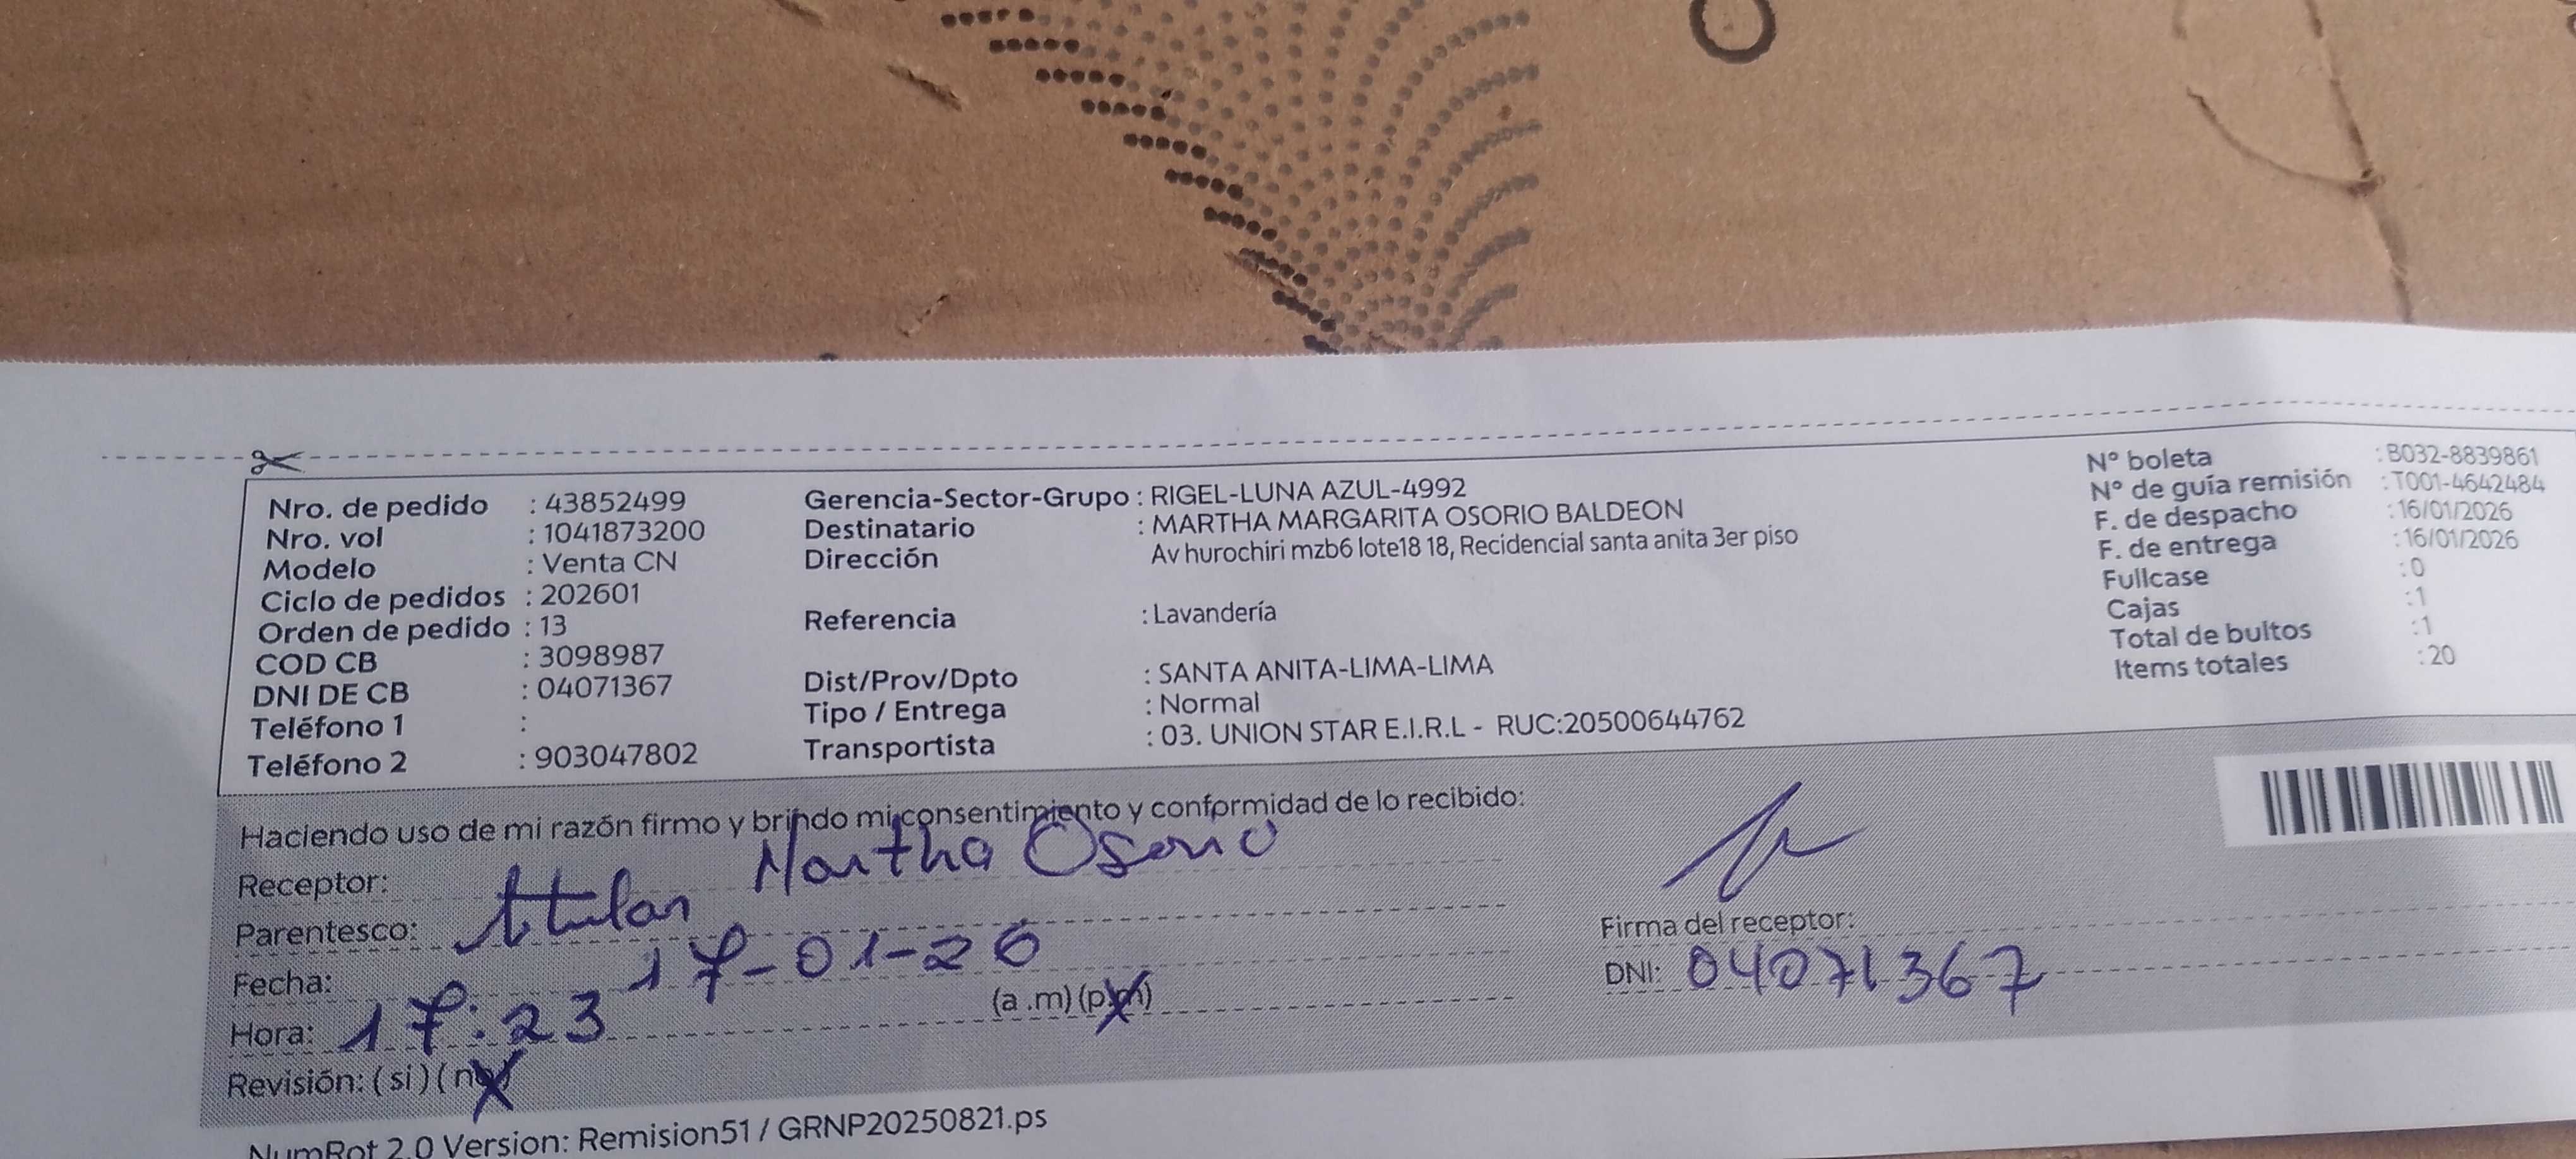 Nro. de pedido : 43852499
Nro. vol : 1041873200
Modelo : Venta CN
Ciclo de pedidos : 202601
Orden de pedido : 13
COD CB : 3098987
DNI DE CB : 04071367
Teléfono 1 :
Teléfono 2 : 903047802
Gerencia-Sector-Grupo : RIGEL-LUNA AZUL-4992
Destinatario : MARTHA MARGARITA OSORIO BALDEON
Dirección Av hurochiri mzb6 lote18 18, Recidencial santa anita 3er piso
Referencia : Lavandería
Dist/Prov/Dpto : SANTA ANITA-LIMA-LIMA
Tipo / Entrega : Normal
Transportista : 03. UNION STAR E.I.R.L - RUC:20500644762
N° boleta : B032-8839861
N° de guía remisión : T001-4642484
F. de despacho : 16/01/2026
F. de entrega : 16/01/2026
Fullcase : 0
Cajas : 1
Total de bultos : 1
Items totales : 20
Haciendo uso de mi razón firmo y brindo mi consentimiento y conformidad de lo recibido:
Receptor: Martha Osorio
Parentesco: titular
Fecha: 17-01-26
Hora: 17:23 (a .m) (p.m)
Revisión: ( si ) ( no )
Firma del receptor:
DNI: 04071367
NumRot 2.0 Version: Remision51 / GRNP20250821.ps